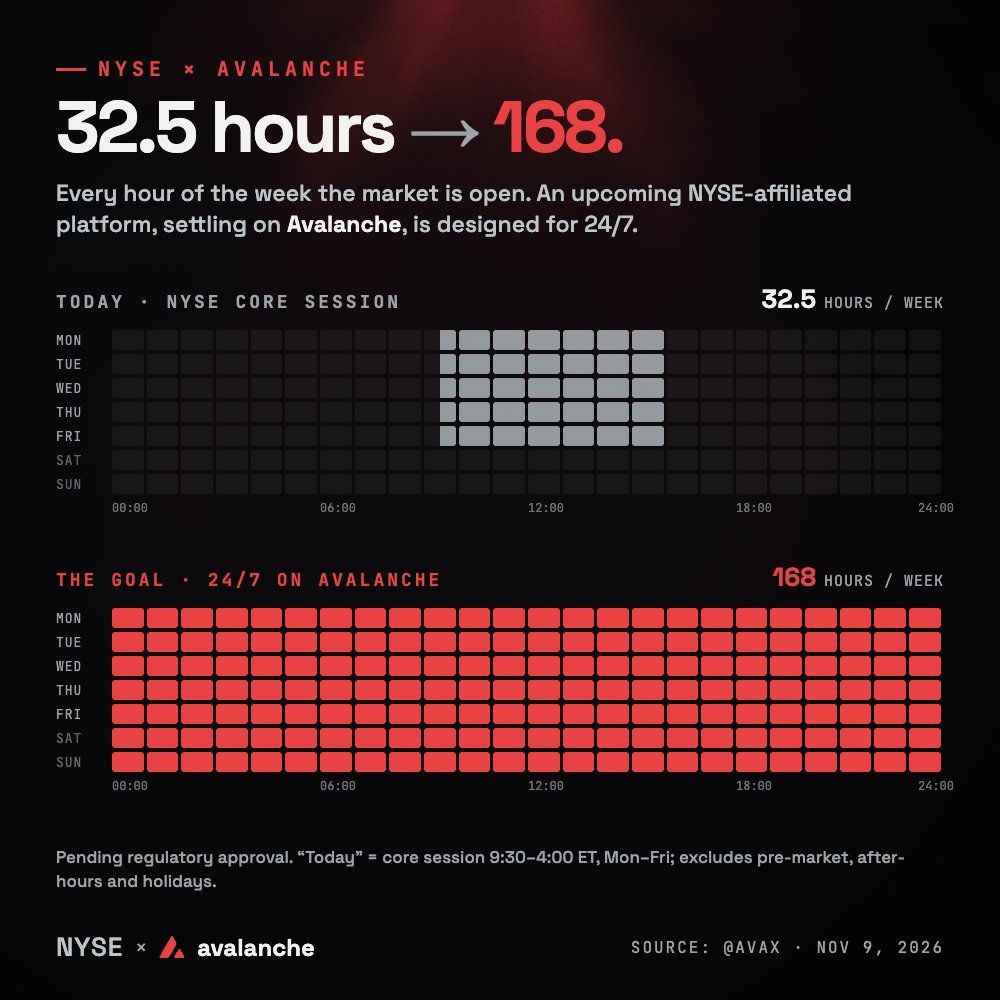 NYSE × AVALANCHE
32.5 hours → 168.
Every hour of the week the market is open. An upcoming NYSE-affiliated
platform, settling on Avalanche, is designed for 24/7.
TODAY · NYSE CORE SESSION
32.5 HOURS / WEEK
MON
TUE
WED
THU
FRI
SAT
SUN
00:00 06:00 12:00 18:00 24:00
THE GOAL · 24/7 ON AVALANCHE
168 HOURS / WEEK
MON
TUE
WED
THU
FRI
SAT
SUN
00:00 06:00 12:00 18:00 24:00
Pending regulatory approval. “Today” = core session 9:30–4:00 ET, Mon–Fri; excludes pre-market, after-
hours and holidays.
NYSE × avalanche
SOURCE: @AVAX · NOV 9, 2026